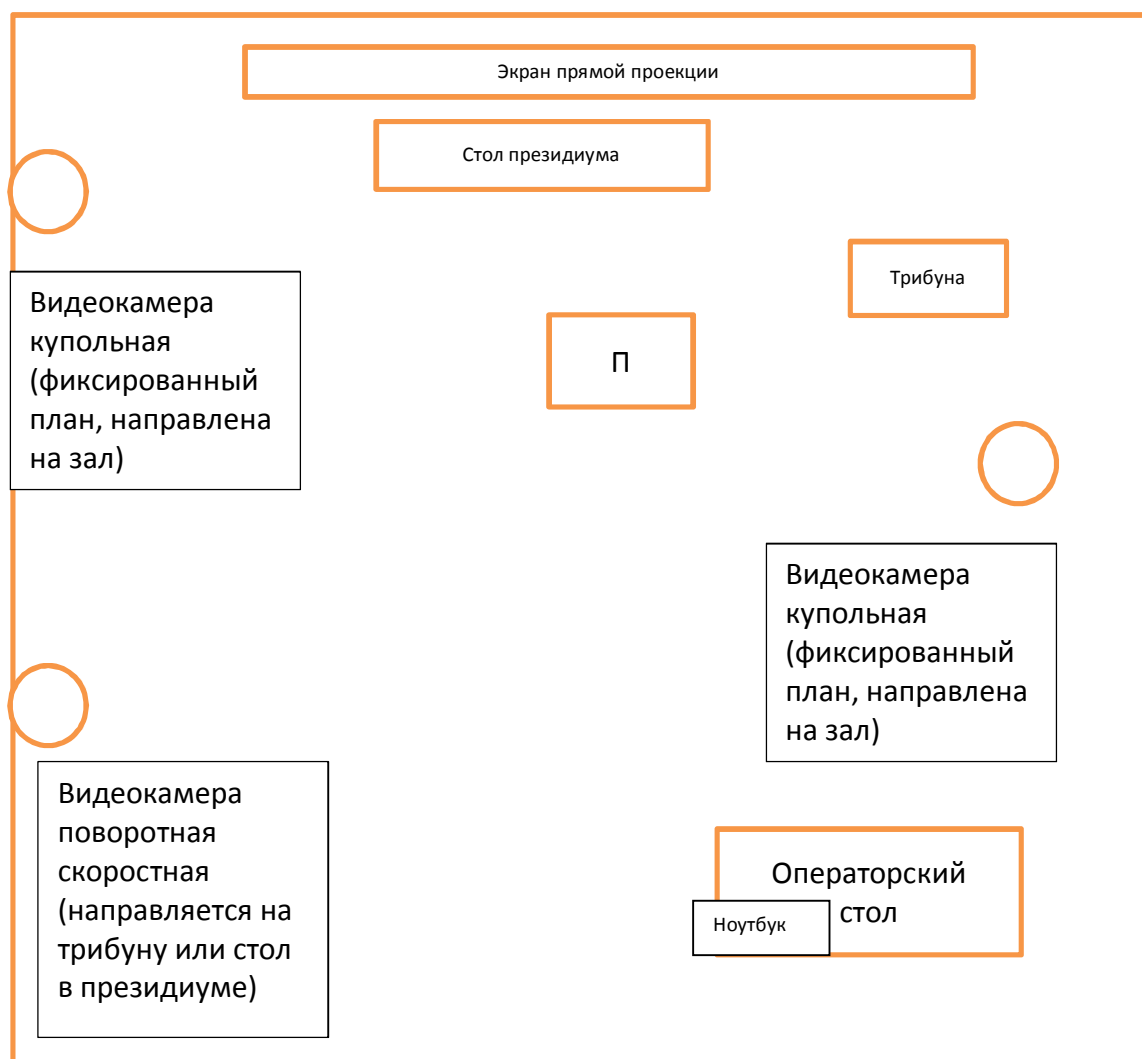 Экран прямой проекции
Стол президиума
Трибуна
Видеокамера
купольная
(фиксированный
план, направлена
на зал)
П
Видеокамера
купольная
(фиксированный
план, направлена
на зал)
Видеокамера
поворотная
скоростная
(направляется на
трибуну или стол
в президиуме)
Операторский
стол
Ноутбук